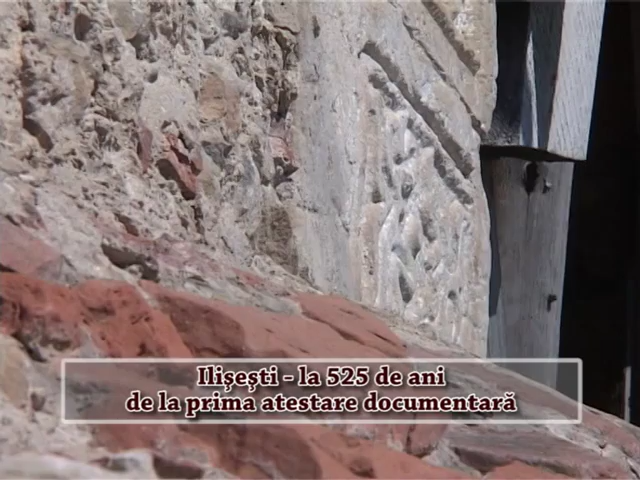 Ilişeşti - la 525 de ani
de la prima atestare documentară